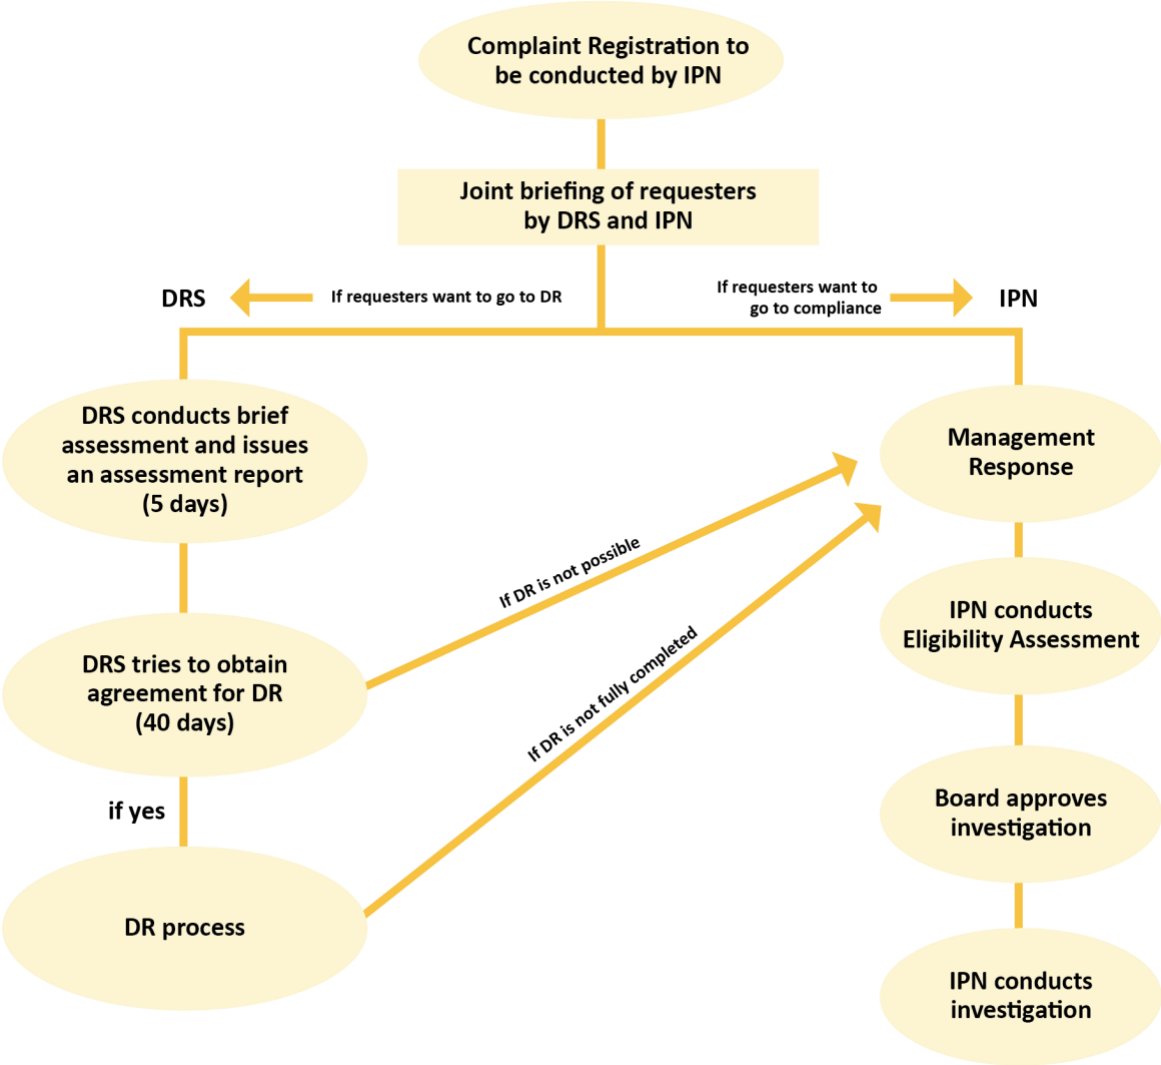 Complaint Registration to
be conducted by IPN
Joint briefing of requesters
by DRS and IPN
DRS
If requesters want to go to DR
If requesters want to
go to compliance
IPN
DRS conducts brief
assessment and issues
an assessment report
(5 days)
Management
Response
If DR is not possible
IPN conducts
Eligibility Assessment
DRS tries to obtain
agreement for DR
(40 days)
If DR is not fully completed
if yes
Board approves
investigation
DR process
IPN conducts
investigation